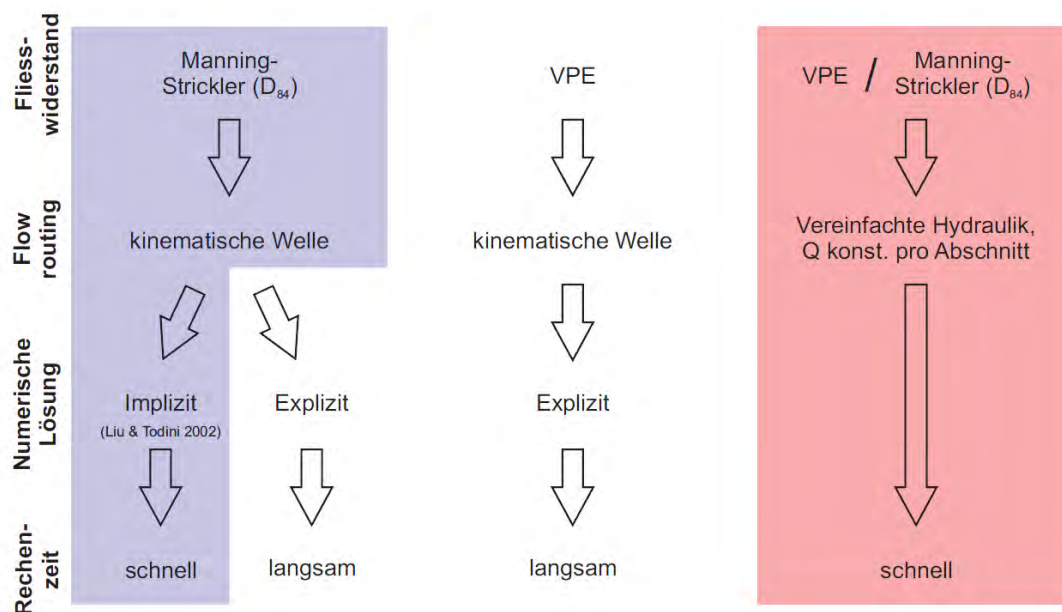 Fliess-
widerstand
Manning-
Strickler (D₈₄)
VPE
VPE / Manning-
Strickler (D₈₄)
Flow
routing
kinematische Welle
kinematische Welle
Vereinfachte Hydraulik,
Q konst. pro Abschnitt
Numerische
Lösung
Implizit
(Liu & Todini 2002)
Explizit
Explizit
Rechen-
zeit
schnell
langsam
langsam
schnell